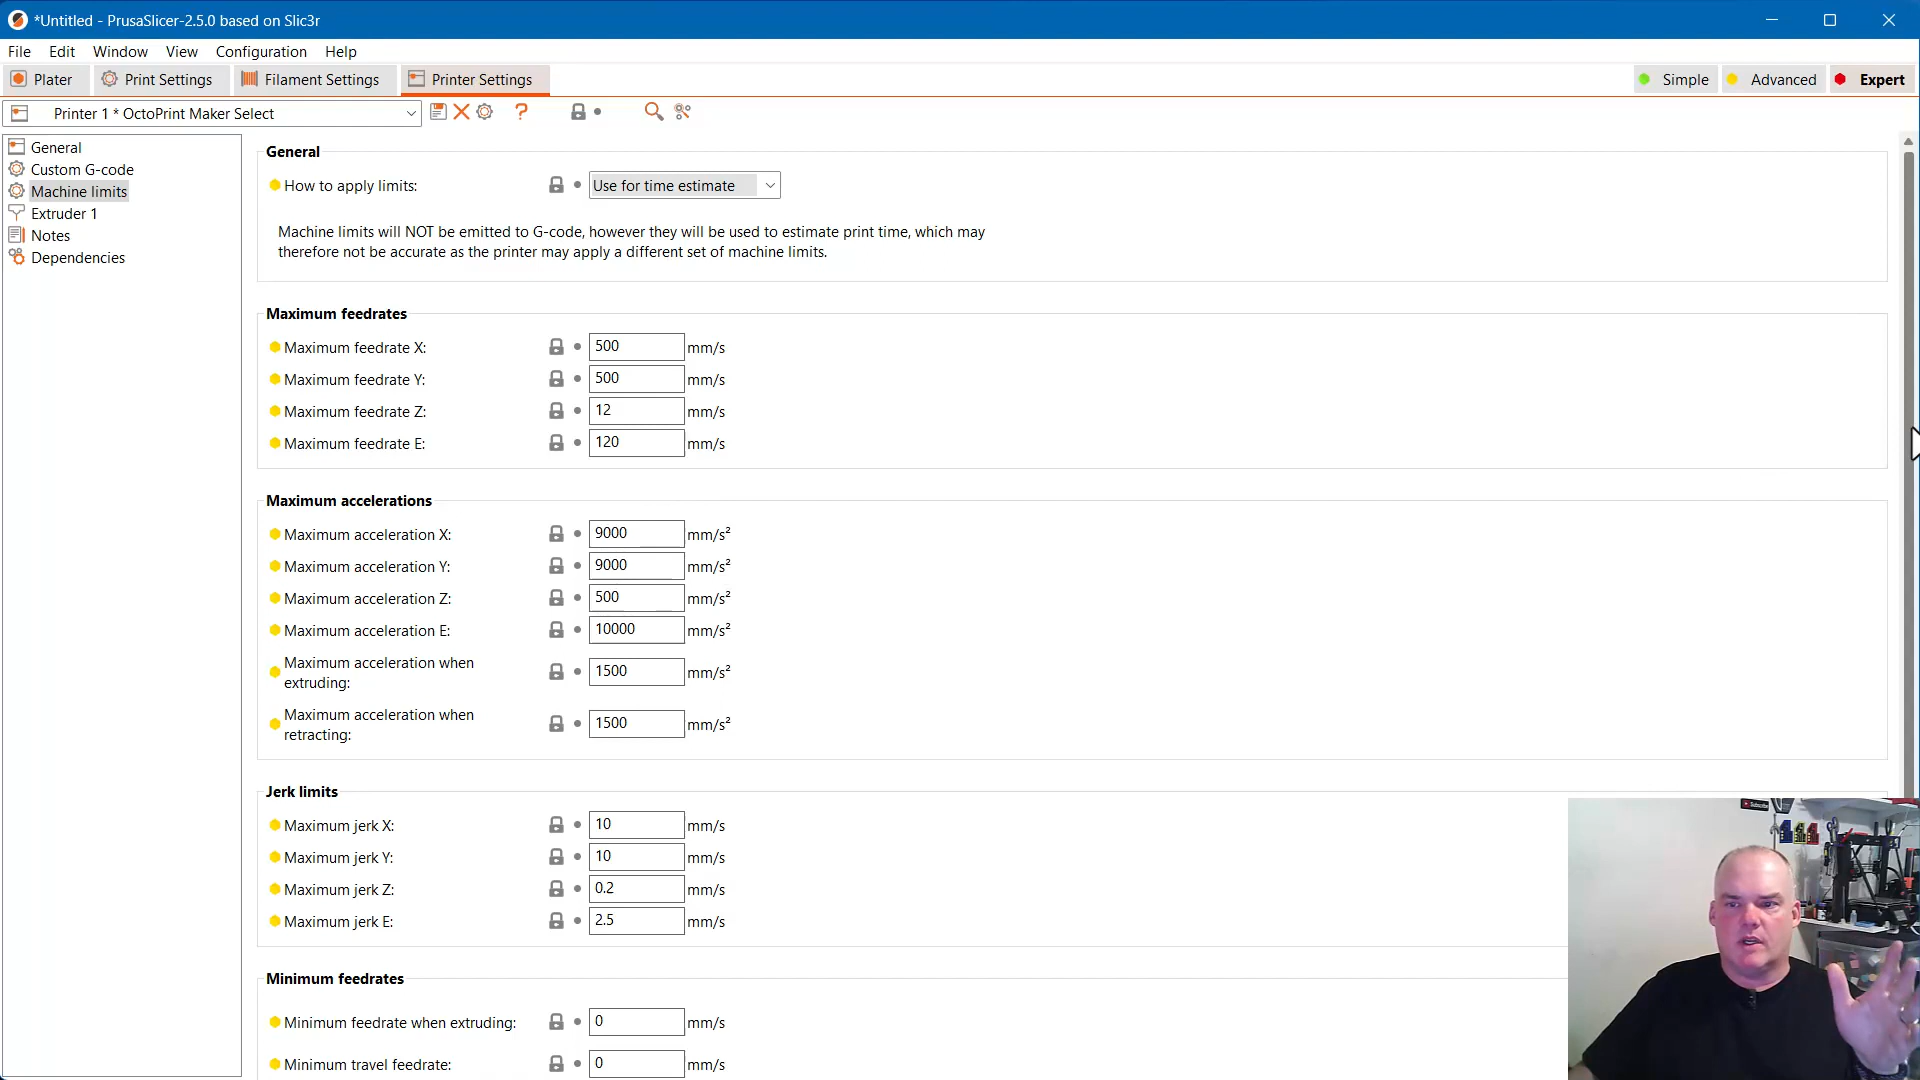 *Untitled - PrusaSlicer-2.5.0 based on Slic3r
File Edit Window View Configuration Help
Plater Print Settings Filament Settings Printer Settings Simple Advanced Expert
Printer 1 * OctoPrint Maker Select
General
Custom G-code
Machine limits
Extruder 1
Notes
Dependencies
General
How to apply limits: Use for time estimate
Machine limits will NOT be emitted to G-code, however they will be used to estimate print time, which may
therefore not be accurate as the printer may apply a different set of machine limits.
Maximum feedrates
Maximum feedrate X: 500 mm/s
Maximum feedrate Y: 500 mm/s
Maximum feedrate Z: 12 mm/s
Maximum feedrate E: 120 mm/s
Maximum accelerations
Maximum acceleration X: 9000 mm/s²
Maximum acceleration Y: 9000 mm/s²
Maximum acceleration Z: 500 mm/s²
Maximum acceleration E: 10000 mm/s²
Maximum acceleration when
extruding: 1500 mm/s²
Maximum acceleration when
retracting: 1500 mm/s²
Jerk limits
Maximum jerk X: 10 mm/s
Maximum jerk Y: 10 mm/s
Maximum jerk Z: 0.2 mm/s
Maximum jerk E: 2.5 mm/s
Minimum feedrates
Minimum feedrate when extruding: 0 mm/s
Minimum travel feedrate: 0 mm/s
Subscribe